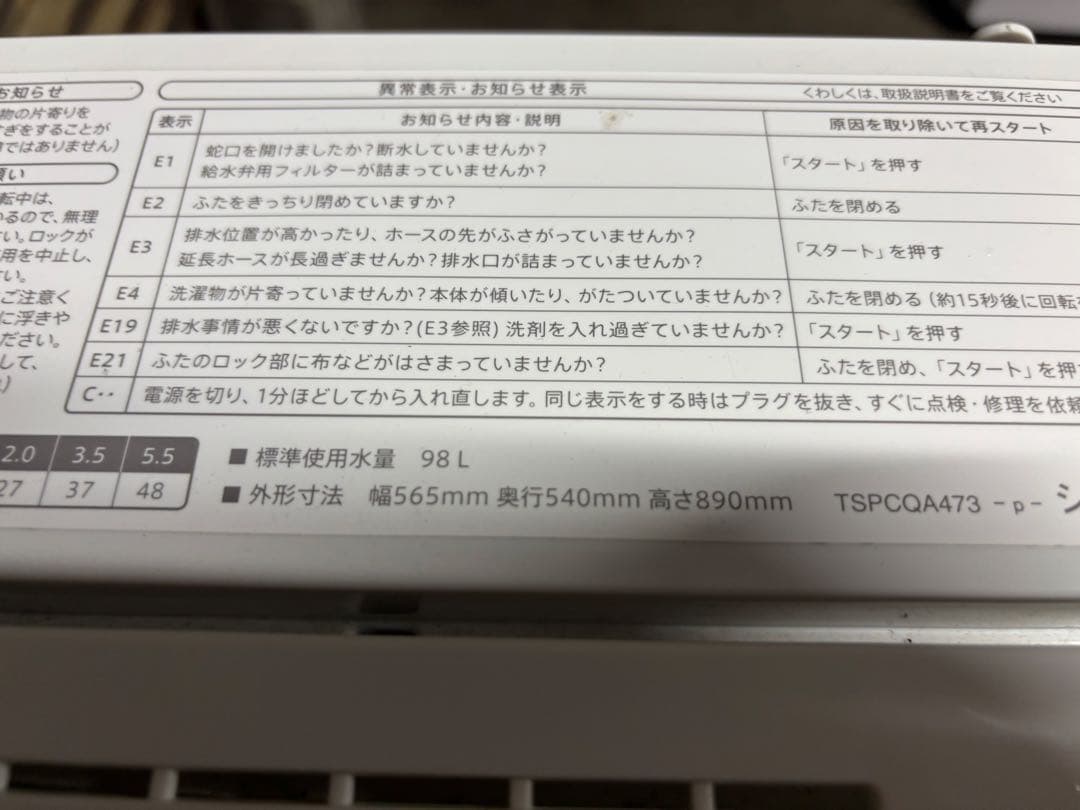 お知らせ
物の片寄りを
すぎをすることが
ではありません)
願い
転中は、
いるので、無理
さい。ロックが
使用を中止し、
さい。
ご注意く
に浮きや
ください。
して、
異常表示・お知らせ表示 くわしくは、取扱説明書をご覧ください
表示 お知らせ内容・説明 原因を取り除いて再スタート
E1 蛇口を開けましたか？断水していませんか？
給水弁用フィルターが詰まっていませんか？ 「スタート」を押す
E2 ふたをきっちり閉めていますか？ ふたを閉める
E3 排水位置が高かったり、ホースの先がふさがっていませんか？
延長ホースが長過ぎませんか？排水口が詰まっていませんか？ 「スタート」を押す
E4 洗濯物が片寄っていませんか？本体が傾いたり、がたついていませんか？ ふたを閉める（約15秒後に回転
E19 排水事情が悪くないですか？(E3参照) 洗剤を入れ過ぎていませんか？ 「スタート」を押す
E21 ふたのロック部に布などがはさまっていませんか？ ふたを閉め、「スタート」を押
C・・ 電源を切り、1分ほどしてから入れ直します。同じ表示をする時はプラグを抜き、すぐに点検・修理を依頼
2.0 3.5 5.5
27 37 48
■ 標準使用水量 98 L
■ 外形寸法 幅565mm 奥行540mm 高さ890mm TSPCQA473 -p- シ